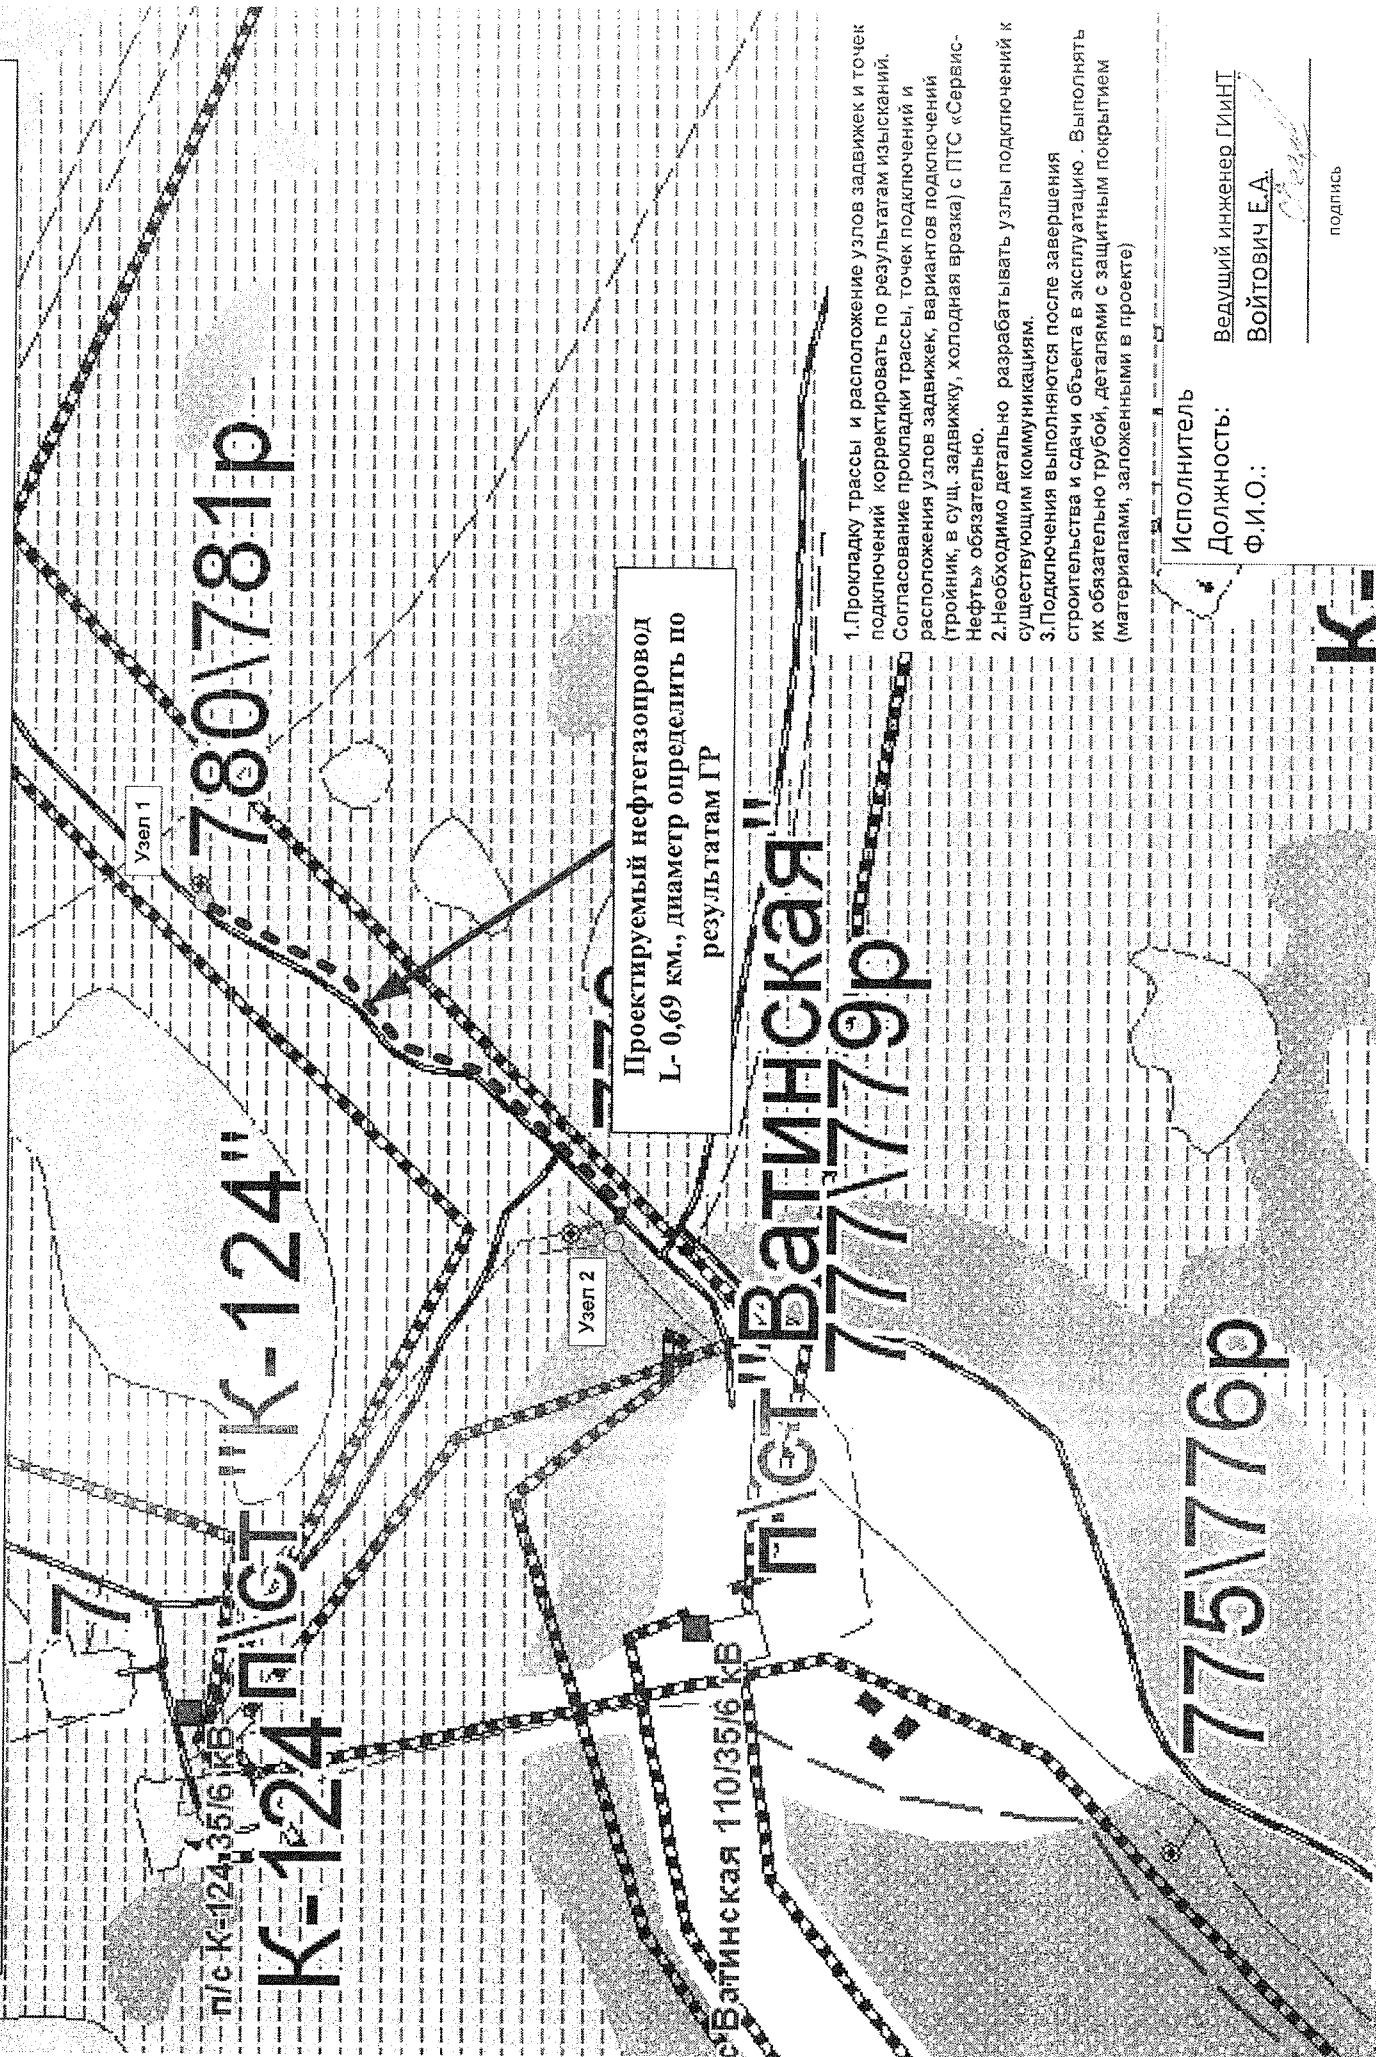 Узел 1
780\781р
Проектируемый нефтегазопровод
L- 0,69 км., диаметр определить по
результатам ГР
"К-124"
п\ст
К-124
п/с К-124 35/6 кВ
7
Узел 2
"Ватинская"
п\ст
777\779р
Ватинская 110/35/6 кВ
775\776р
К-
1.Прокладку трассы и расположение узлов задвижек и точек
подключений корректировать по результатам изысканий.
Согласование прокладки трассы, точек подключений и
расположения узлов задвижек, вариантов подключений
(тройник, в сущ. задвижку, холодная врезка) с ПТС «Сервис-
Нефть» обязательно.
2.Необходимо детально разрабатывать узлы подключений к
существующим коммуникациям.
3.Подключения выполняются после завершения
строительства и сдачи объекта в эксплуатацию . Выполнять
их обязательно трубой, деталями с защитным покрытием
(материалами, заложенными в проекте)
Исполнитель
Должность: Ведущий инженер ГИиНТ
Ф.И.О.: Войтович Е.А.
подпись